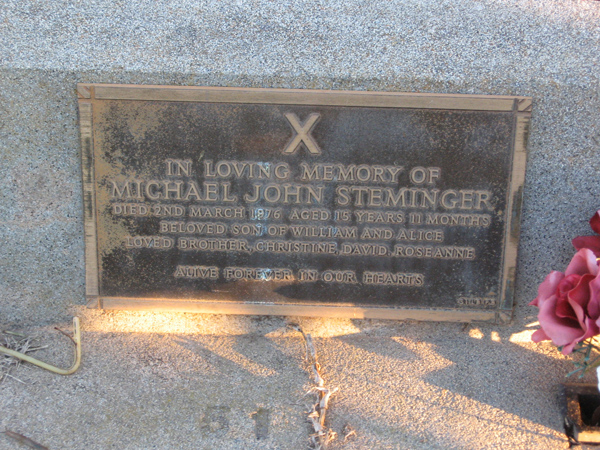 IN LOVING MEMORY OF
MICHAEL JOHN STEMINGER
DIED 2ND MARCH 1976 AGED 15 YEARS 11 MONTHS
BELOVED SON OF WILLIAM AND ALICE
LOVED BROTHER, CHRISTINE, DAVID, ROSEANNE
ALIVE FOREVER IN OUR HEARTS